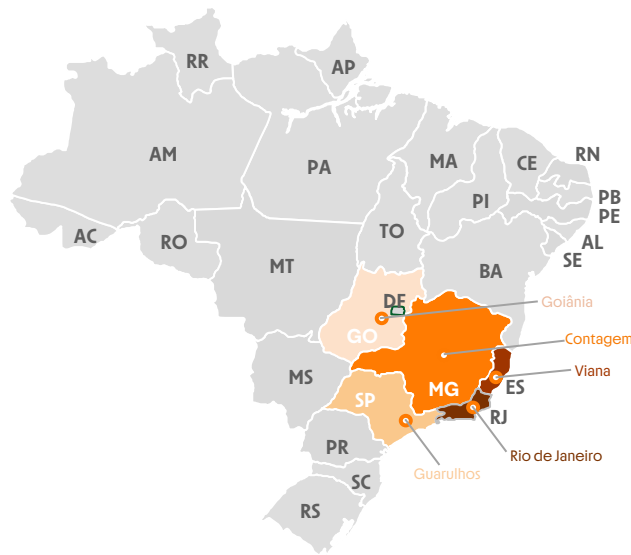 RR
AP
AM
PA
MA
CE
RN
PI
PB
PE
AC
RO
TO
AL
SE
MT
BA
DF
Goiânia
GO
Contagem
MS
SP
MG
ES
Viana
RJ
PR
Rio de Janeiro
Guarulhos
SC
RS